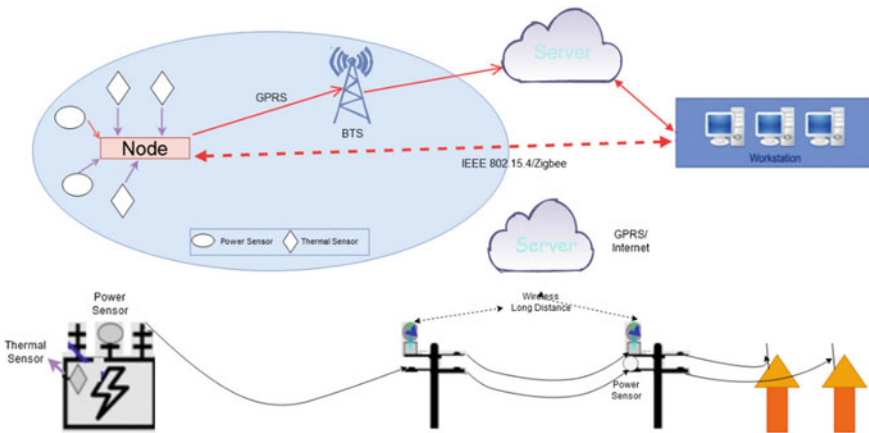 Server
GPRS
BTS
Node
IEEE 802.15.4/Zigbee
Workstation
Power Sensor
Thermal Sensor
Server
GPRS/
Internet
Power
Sensor
Thermal
Sensor
Wireless
Long Distance
Power
Sensor